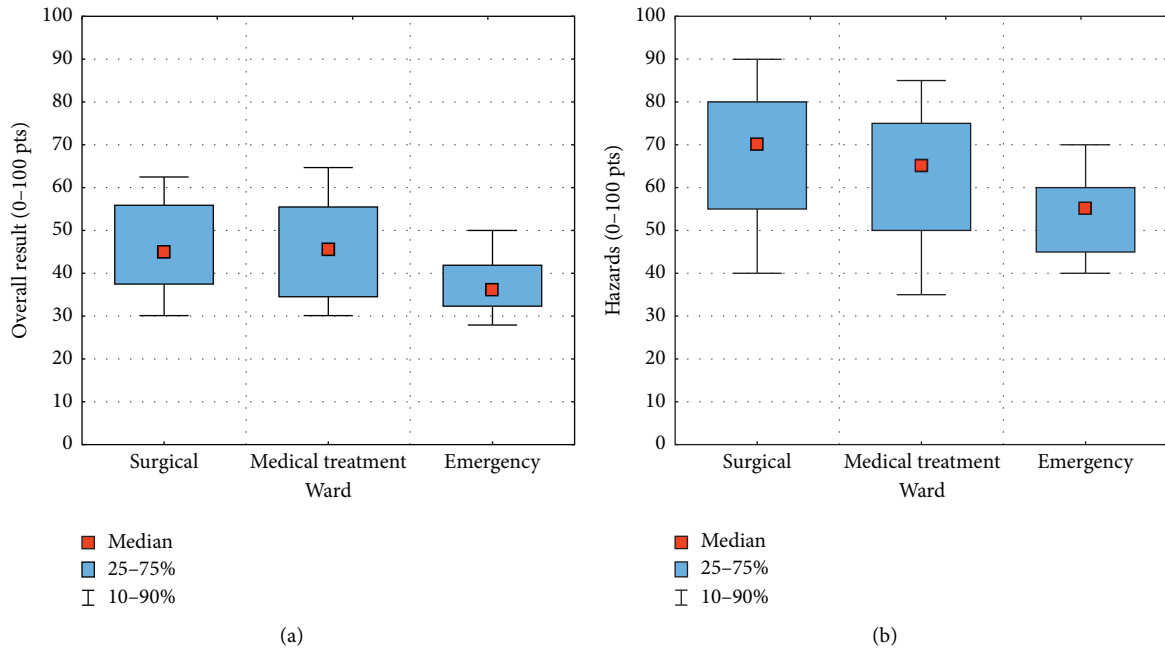 Overall result (0–100 pts)
100
90
80
70
60
50
40
30
20
10
0
Surgical
Medical treatment
Emergency
Ward
Median
25–75%
10–90%
(a)
Hazards (0–100 pts)
100
90
80
70
60
50
40
30
20
10
0
Surgical
Medical treatment
Emergency
Ward
Median
25–75%
10–90%
(b)